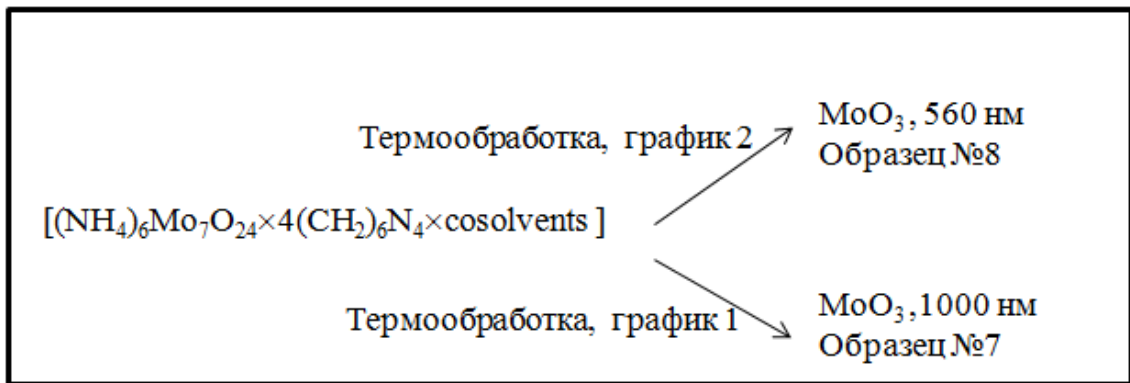 MoO₃, 560 нм
Термообработка, график 2
Образец №8
[(NH₄)₆Mo₇O₂₄×4(CH₂)₆N₄×cosolvents ]
MoO₃,1000 нм
Термообработка, график 1
Образец №7